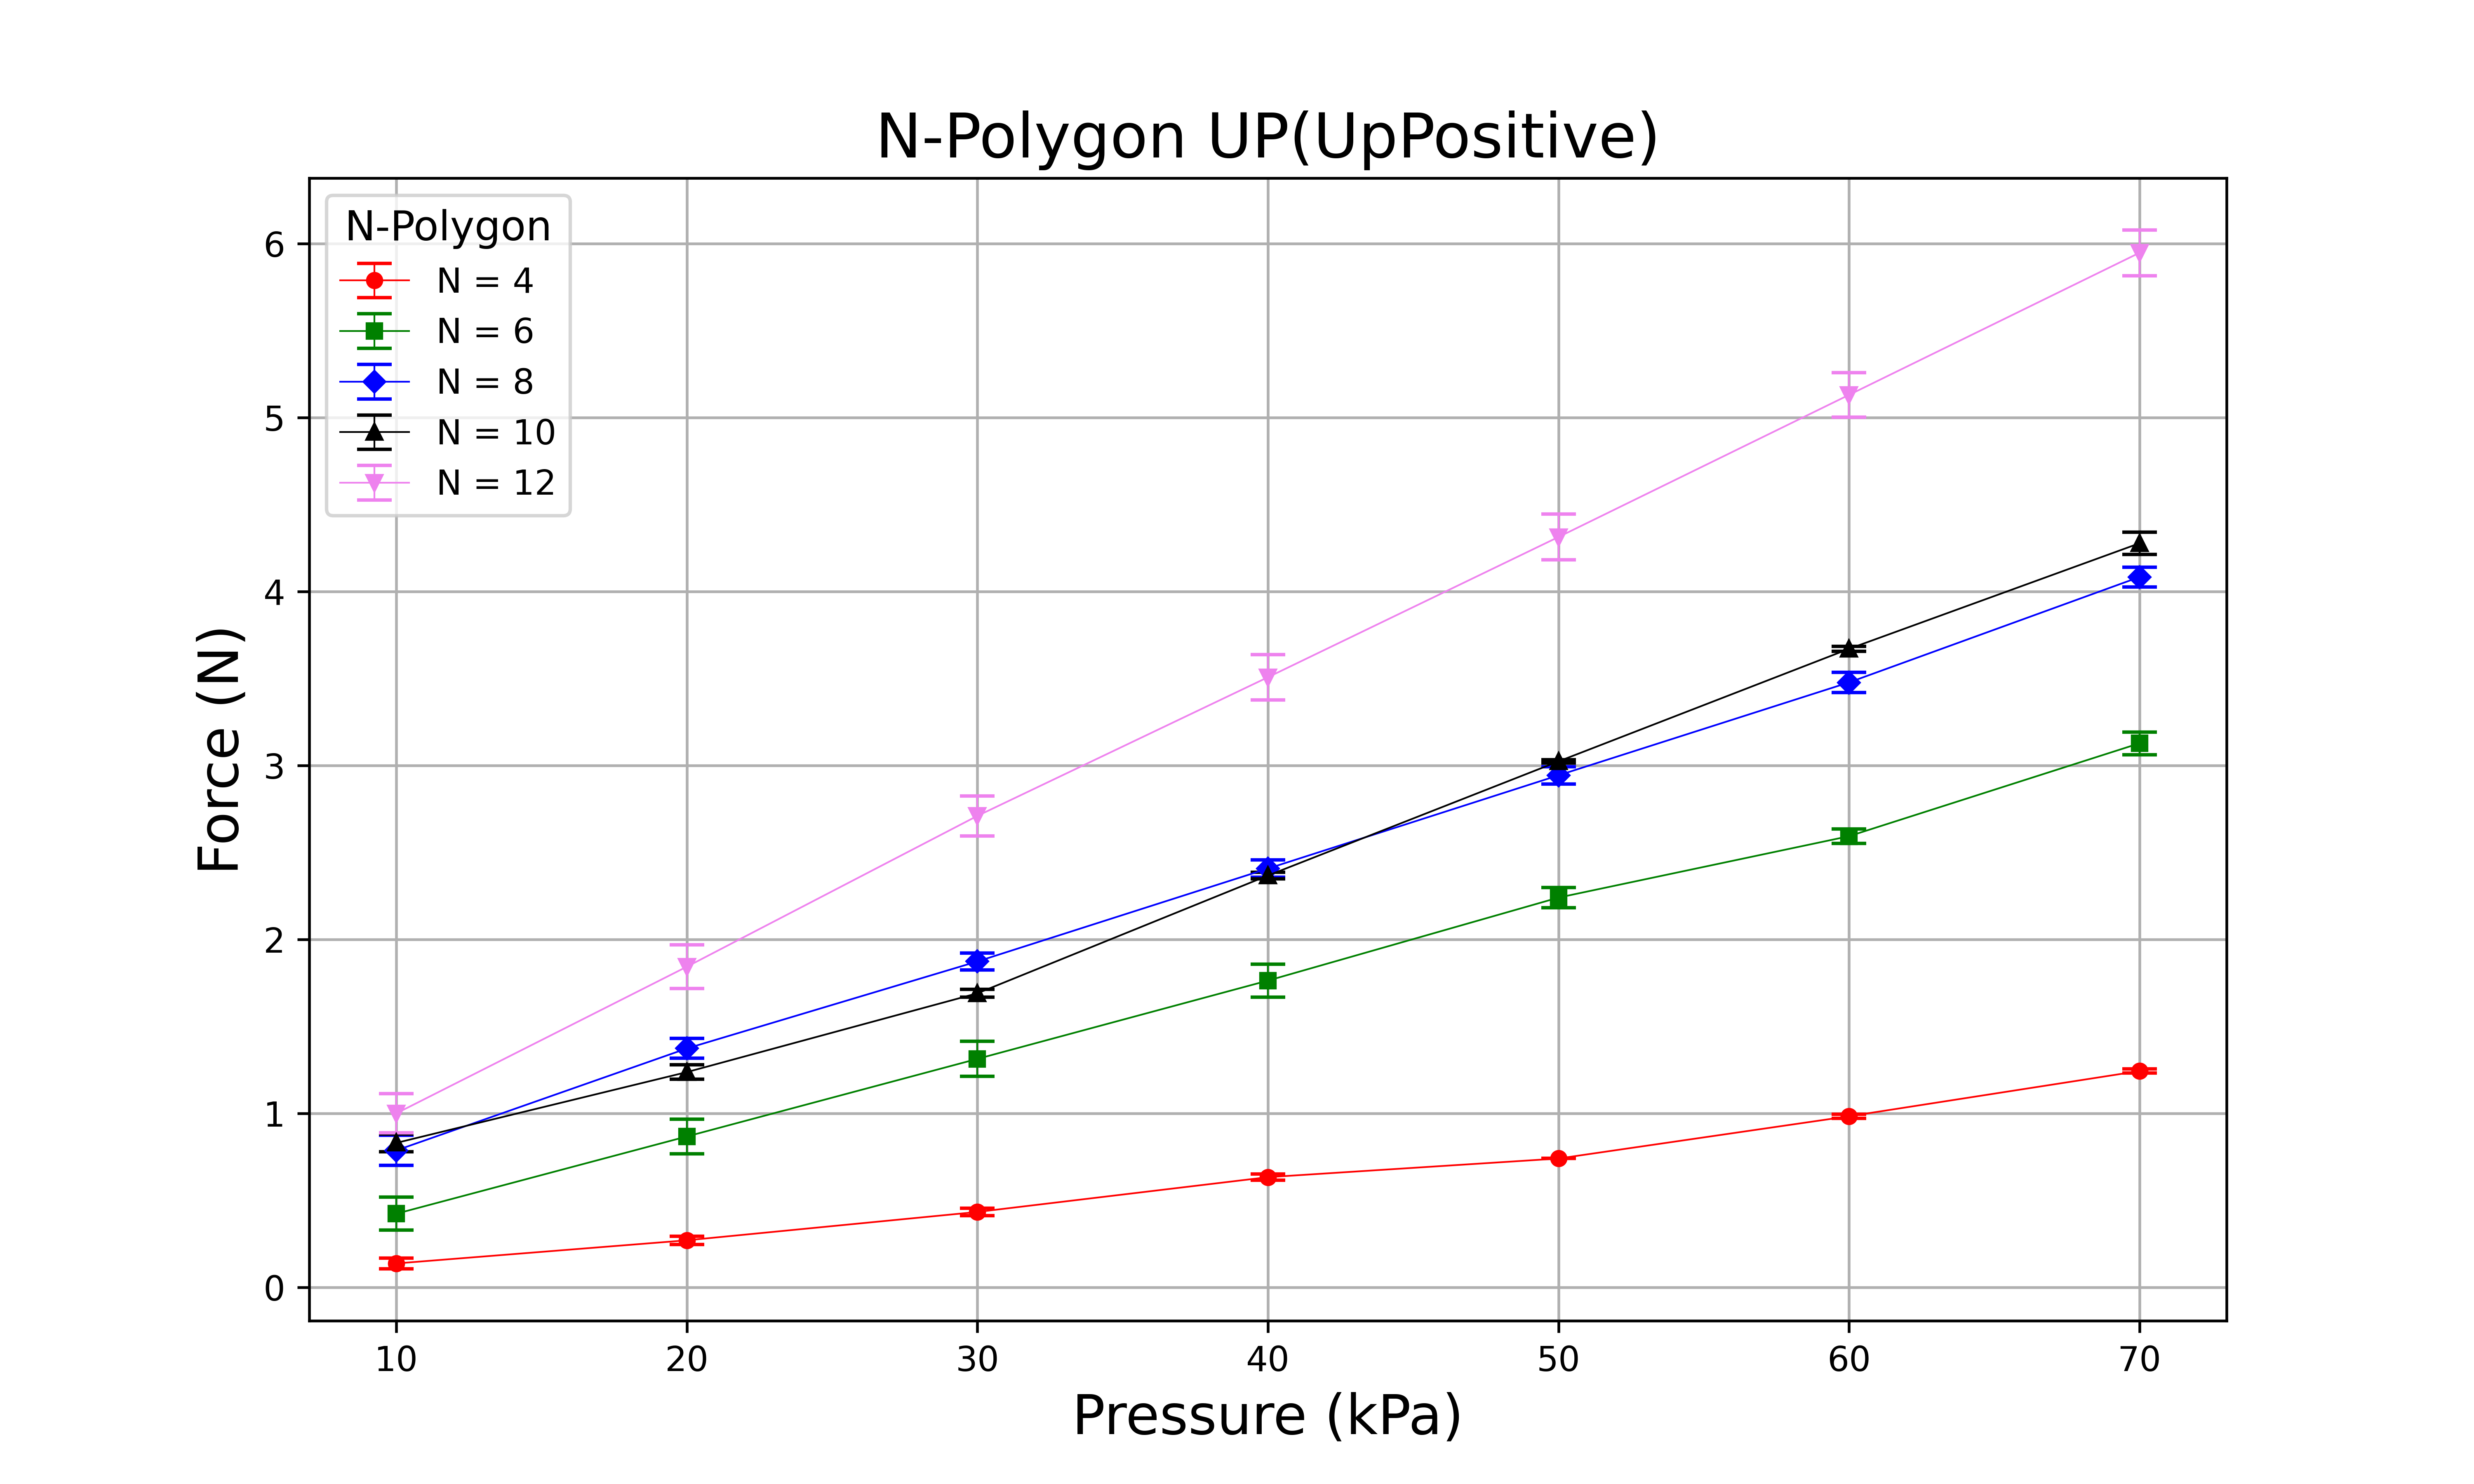 N-Polygon UP(UpPositive)
N-Polygon
N = 4
N = 6
N = 8
N = 10
N = 12
Force (N)
6
5
4
3
2
1
0
10 20 30 40 50 60 70
Pressure (kPa)